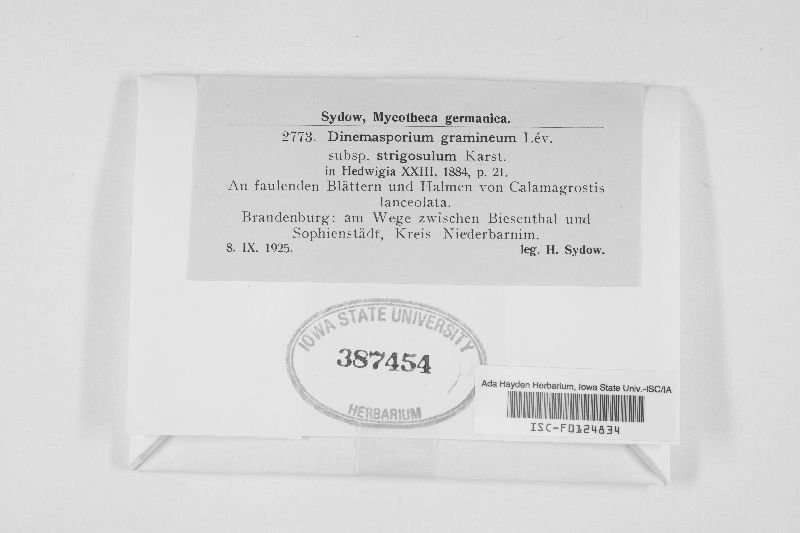 Sydow, Mycotheca germanica.
2773. Dinemasporium gramineum Lév.
subsp. strigosulum Karst.
in Hedwigia XXIII, 1884, p. 21.
An faulenden Blättern und Halmen von Calamagrostis
lanceolata.
Brandenburg: am Wege zwischen Biesenthal und
Sophienstädt, Kreis Niederbarnim.
8. IX. 1925. leg. H. Sydow.
IOWA STATE UNIVERSITY
387454
HERBARIUM
Ada Hayden Herbarium, Iowa State Univ.-ISC/IA
ISC-F0124834